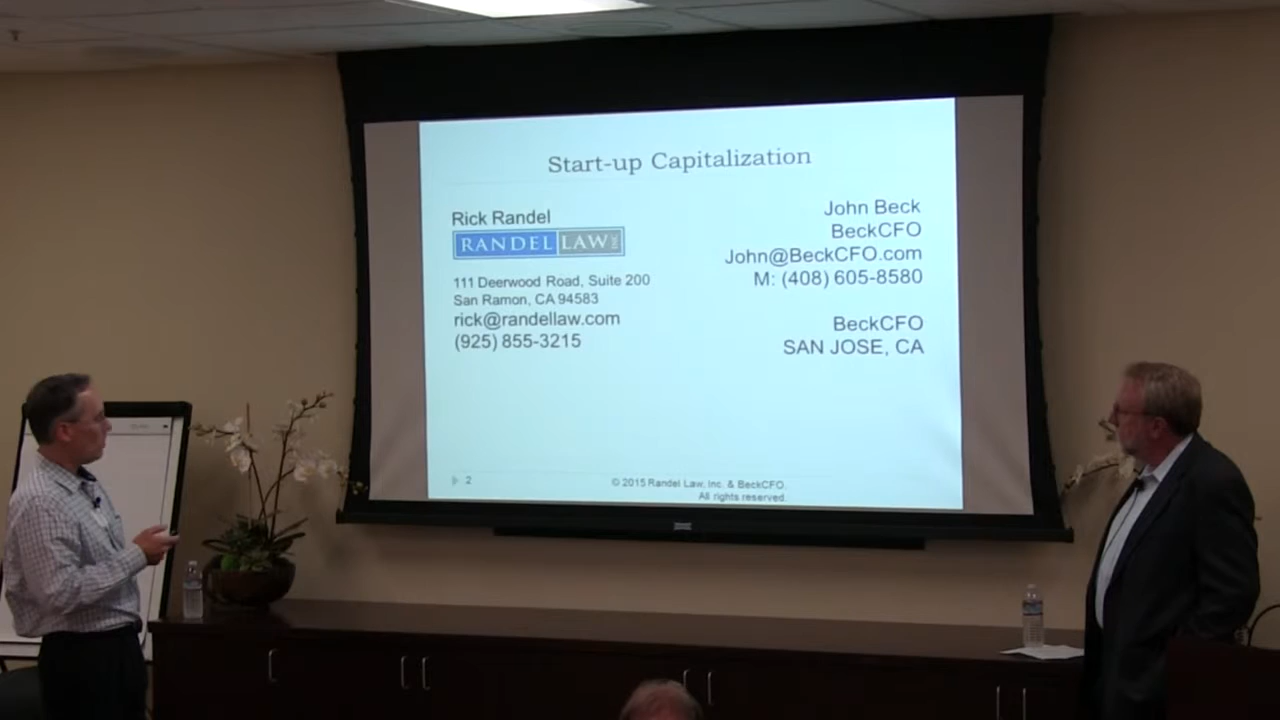 Start-up Capitalization
Rick Randel
RANDEL LAW INC
111 Deerwood Road, Suite 200
San Ramon, CA 94583
rick@randellaw.com
(925) 855-3215
John Beck
BeckCFO
John@BeckCFO.com
M: (408) 605-8580
BeckCFO
SAN JOSE, CA
2
© 2015 Randel Law, Inc. & BeckCFO.
All rights reserved.